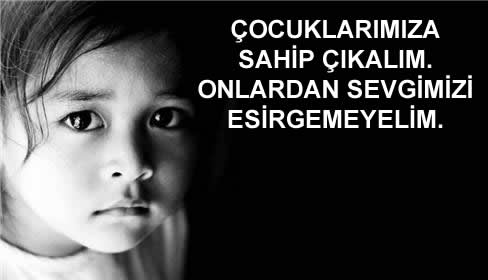 ÇOCUKLARIMIZA
SAHİP ÇIKALIM.
ONLARDAN SEVGİMİZİ
ESİRGEMEYELİM.